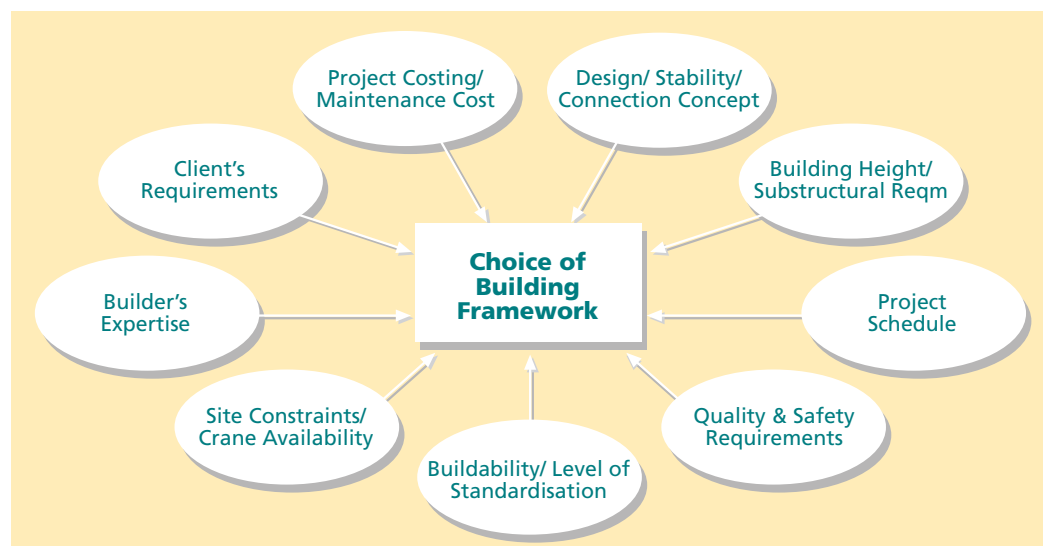 Project Costing/
Maintenance Cost
Design/ Stability/
Connection Concept
Client's
Requirements
Building Height/
Substructural Reqm
Choice of
Building
Framework
Builder's
Expertise
Project
Schedule
Site Constraints/
Crane Availability
Quality & Safety
Requirements
Buildability/ Level of
Standardisation